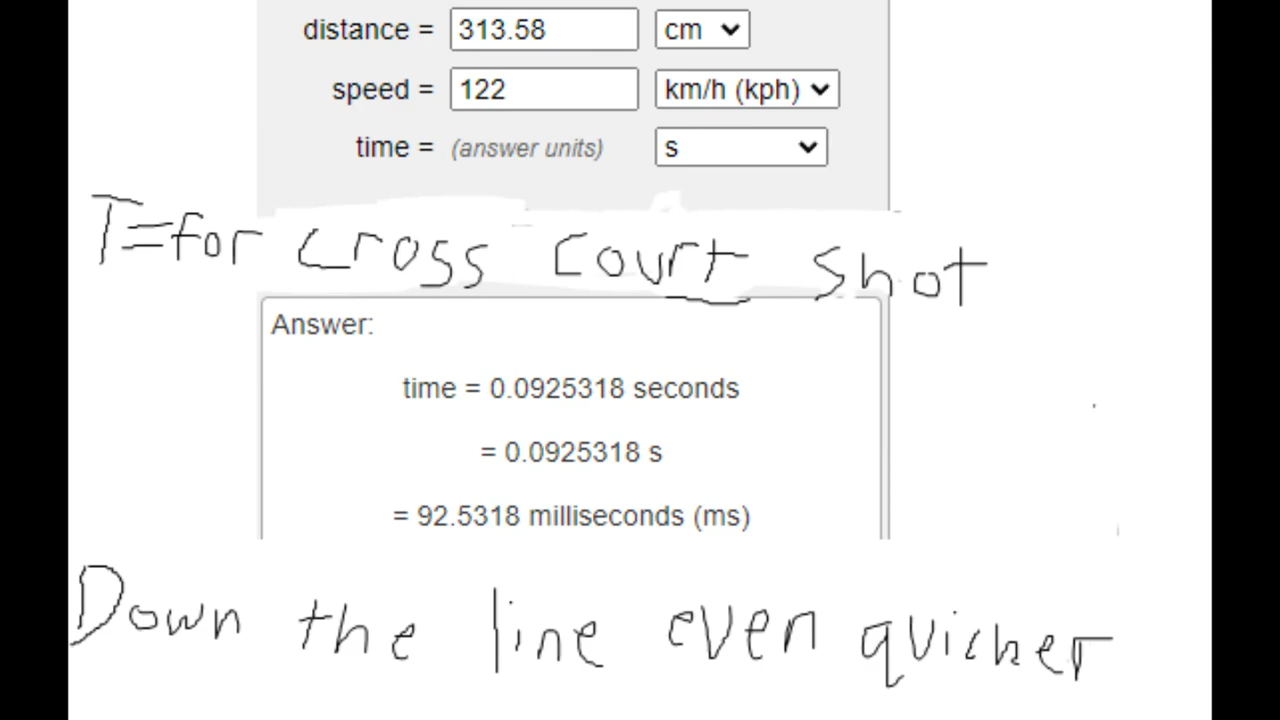 distance = 313.58 cm
speed = 122 km/h (kph)
time = (answer units) s
T=for cross court shot
Answer:
time = 0.0925318 seconds
= 0.0925318 s
= 92.5318 milliseconds (ms)
Down the line even quicker